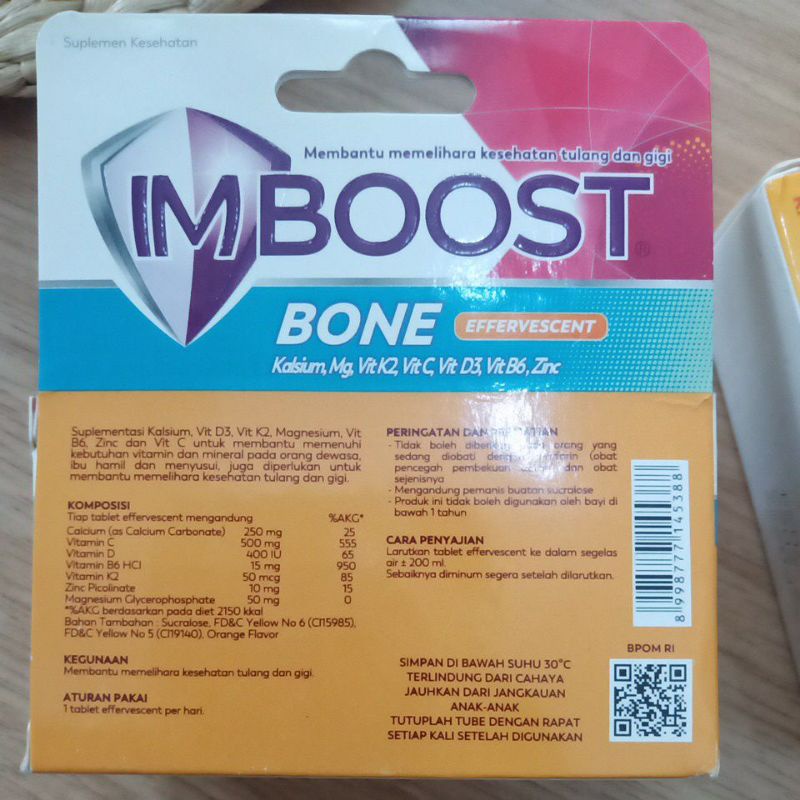 Suplemen Kesehatan
Membantu memelihara kesehatan tulang dan gigi
IMBOOST®
BONE EFFERVESCENT
Kalsium, Mg, Vit K2, Vit C, Vit D3, Vit B6, Zinc
Suplementasi Kalsium, Vit D3, Vit K2, Magnesium, Vit
B6, Zinc dan Vit C untuk membantu memenuhi
kebutuhan vitamin dan mineral pada orang dewasa,
ibu hamil dan menyusui, juga diperlukan untuk
membantu memelihara kesehatan tulang dan gigi.
KOMPOSISI
Tiap tablet effervescent mengandung %AKG*
Calcium (as Calcium Carbonate) 250 mg 25
Vitamin C 500 mg 555
Vitamin D 400 IU 65
Vitamin B6 HCl 15 mg 950
Vitamin K2 50 mcg 85
Zinc Picolinate 10 mg 15
Magnesium Glycerophosphate 50 mg 0
*%AKG berdasarkan pada diet 2150 kkal
Bahan Tambahan : Sucralose, FD&C Yellow No 6 (CI15985),
FD&C Yellow No 5 (CI19140), Orange Flavor
KEGUNAAN
Membantu memelihara kesehatan tulang dan gigi.
ATURAN PAKAI
1 tablet effervescent per hari.
PERINGATAN DAN
- Tidak boleh orang yang
sedang diobati (obat
pencegah pembekuan dan obat
sejenisnya
- Mengandung pemanis buatan sucralose
- Produk ini tidak boleh digunakan oleh bayi di
bawah 1 tahun
CARA PENYAJIAN
Larutkan tablet effervescent ke dalam segelas
air ± 200 ml.
Sebaiknya diminum segera setelah dilarutkan.
8 998777 145388
BPOM RI
SIMPAN DI BAWAH SUHU 30°C
TERLINDUNG DARI CAHAYA
JAUHKAN DARI JANGKAUAN
ANAK-ANAK
TUTUPLAH TUBE DENGAN RAPAT
SETIAP KALI SETELAH DIGUNAKAN